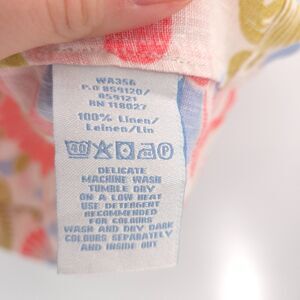 WA356
P.O 859120/
859121
RN 118027
100% Linen/
Leinen/Lin
40
P
DELICATE
MACHINE WASH
TUMBLE DRY
ON A LOW HEAT
USE DETERGENT
RECOMMENDED
FOR COLOURS
WASH AND DRY DARK
COLOURS SEPARATELY
AND INSIDE OUT